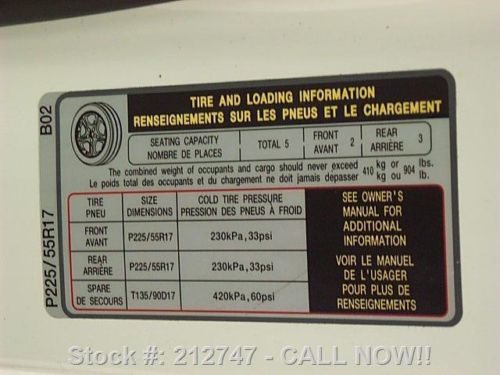 TIRE AND LOADING INFORMATION
RENSEIGNEMENTS SUR LES PNEUS ET LE CHARGEMENT
SEATING CAPACITY
NOMBRE DE PLACES
TOTAL 5
FRONT
AVANT 2
REAR
ARRIÈRE 3
The combined weight of occupants and cargo should never exceed 410 kg or 904 lbs.
Le poids total des occupants et du chargement ne doit jamais dépasser 410 kg ou 904 lb.
TIRE
PNEU
SIZE
DIMENSIONS
COLD TIRE PRESSURE
PRESSION DES PNEUS À FROID
FRONT
AVANT
P225/55R17
230kPa,33psi
REAR
ARRIÈRE
P225/55R17
230kPa,33psi
SPARE
DE SECOURS
T135/90D17
420kPa,60psi
SEE OWNER'S
MANUAL FOR
ADDITIONAL
INFORMATION
VOIR LE MANUEL
DE L'USAGER
POUR PLUS DE
RENSEIGNEMENTS
P225/55R17 B02
Stock #: 212747 - CALL NOW!!